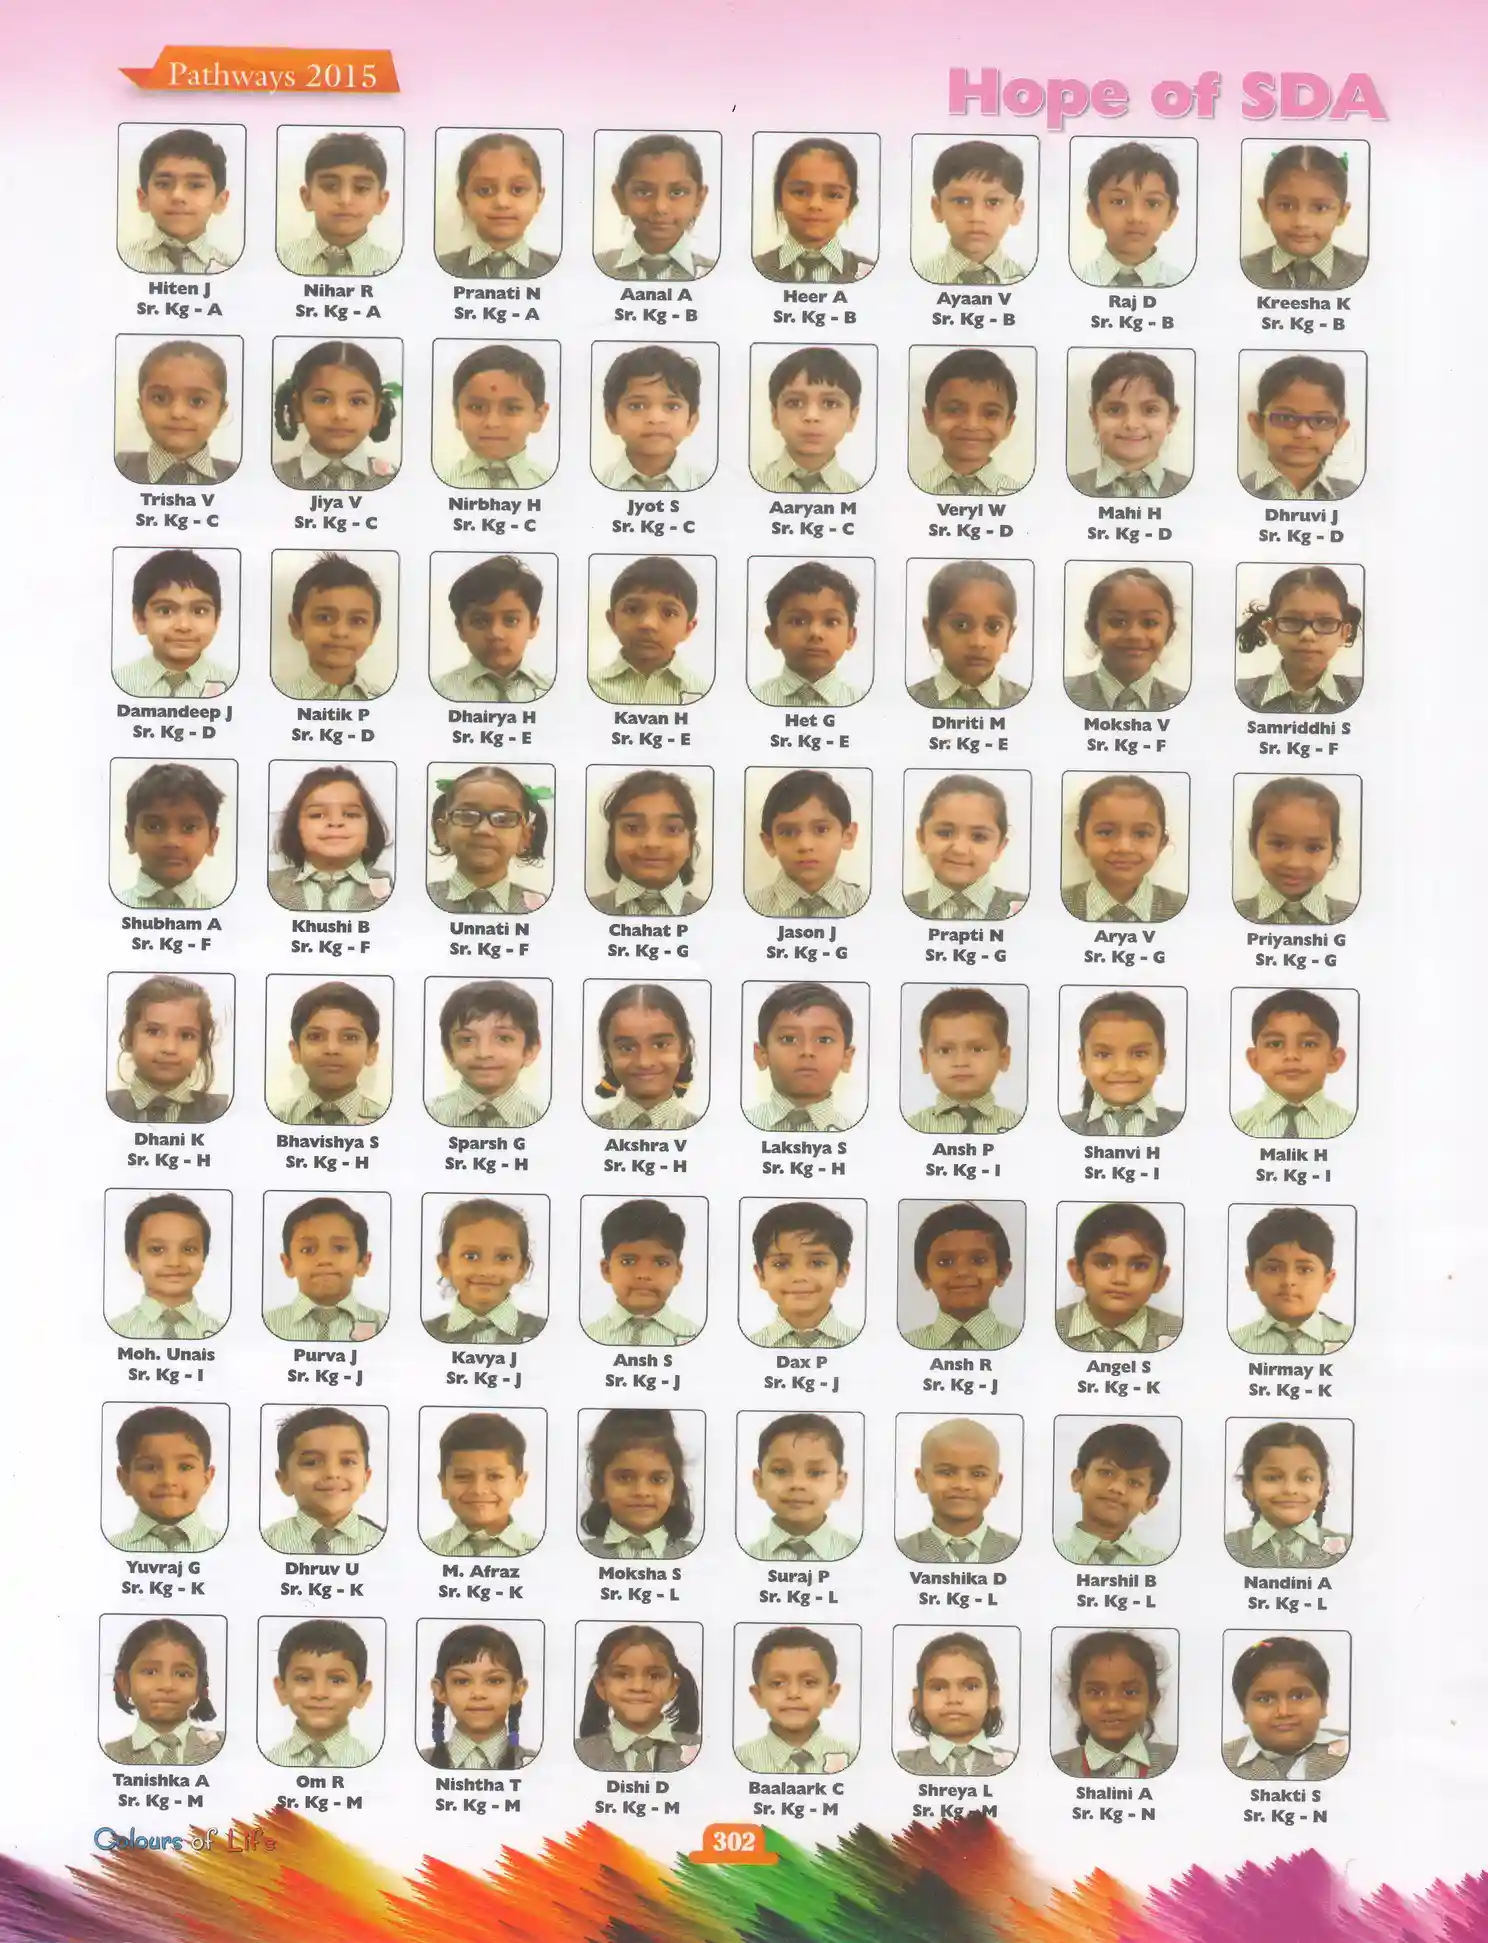 Pathways 2015
Hope of SDA
Hiten J
Sr. Kg - A
Nihar R
Sr. Kg - A
Pranati N
Sr. Kg - A
Aanal A
Sr. Kg - B
Heer A
Sr. Kg - B
Ayaan V
Sr. Kg - B
Raj D
Sr. Kg - B
Kreesha K
Sr. Kg - B
Trisha V
Sr. Kg - C
Jiya V
Sr. Kg - C
Nirbhay H
Sr. Kg - C
Jyot S
Sr. Kg - C
Aaryan M
Sr. Kg - C
Veryl W
Sr. Kg - D
Mahi H
Sr. Kg - D
Dhruvi J
Sr. Kg - D
Damandeep J
Sr. Kg - D
Naitik P
Sr. Kg - D
Dhairya H
Sr. Kg - E
Kavan H
Sr. Kg - E
Het G
Sr. Kg - E
Dhriti M
Sr. Kg - E
Moksha V
Sr. Kg - F
Samriddhi S
Sr. Kg - F
Shubham A
Sr. Kg - F
Khushi B
Sr. Kg - F
Unnati N
Sr. Kg - F
Chahat P
Sr. Kg - G
Jason J
Sr. Kg - G
Prapti N
Sr. Kg - G
Arya V
Sr. Kg - G
Priyanshi G
Sr. Kg - G
Dhani K
Sr. Kg - H
Bhavishya S
Sr. Kg - H
Sparsh G
Sr. Kg - H
Akshra V
Sr. Kg - H
Lakshya S
Sr. Kg - H
Ansh P
Sr. Kg - I
Shanvi H
Sr. Kg - I
Malik H
Sr. Kg - I
Moh. Unais
Sr. Kg - I
Purva J
Sr. Kg - J
Kavya J
Sr. Kg - J
Ansh S
Sr. Kg - J
Dax P
Sr. Kg - J
Ansh R
Sr. Kg - J
Angel S
Sr. Kg - K
Nirmay K
Sr. Kg - K
Yuvraj G
Sr. Kg - K
Dhruv U
Sr. Kg - K
M. Afraz
Sr. Kg - K
Moksha S
Sr. Kg - L
Suraj P
Sr. Kg - L
Vanshika D
Sr. Kg - L
Harshil B
Sr. Kg - L
Nandini A
Sr. Kg - L
Tanishka A
Sr. Kg - M
Om R
Sr. Kg - M
Nishtha T
Sr. Kg - M
Dishi D
Sr. Kg - M
Baalaark C
Sr. Kg - M
Shreya L
Sr. Kg - M
Shalini A
Sr. Kg - N
Shakti S
Sr. Kg - N
Colours of Life
302